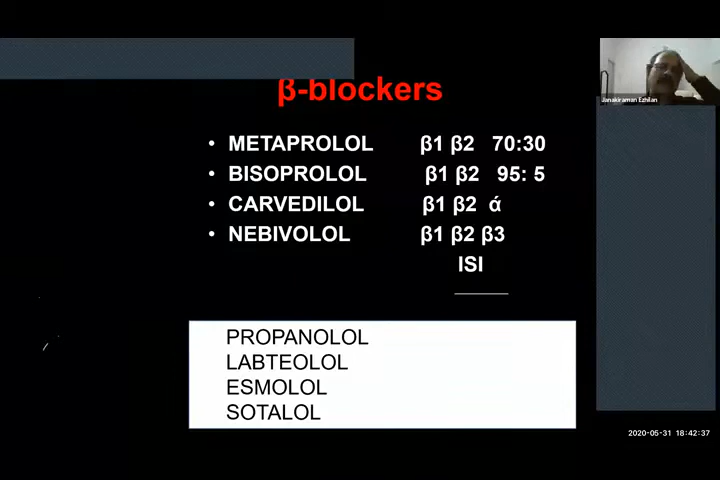 β-blockers
• METAPROLOL β1 β2 70:30
• BISOPROLOL β1 β2 95: 5
• CARVEDILOL β1 β2 ά
• NEBIVOLOL β1 β2 β3
ISI
PROPANOLOL
LABTEOLOL
ESMOLOL
SOTALOL
Janakiraman Ezhilan
2020-05-31 18:42:37